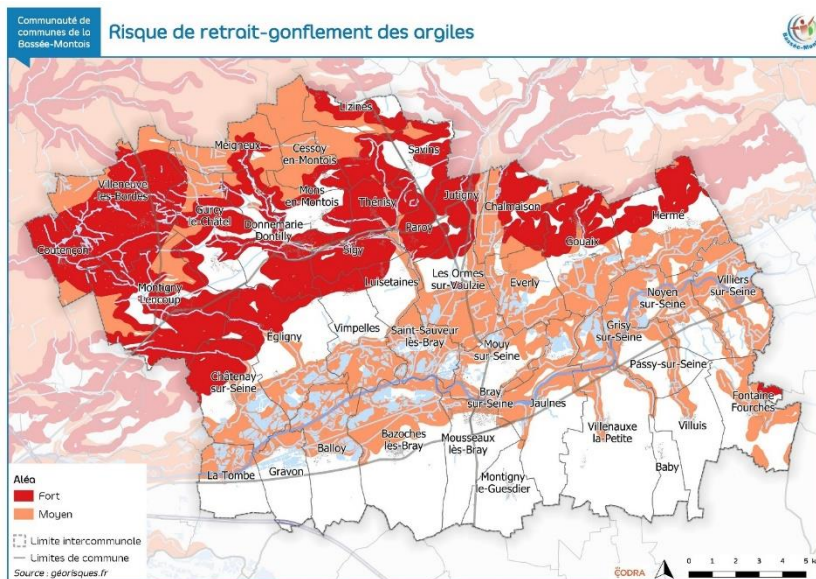 Communauté de
communes de la
Bassée-Montois
Risque de retrait-gonflement des argiles
Lizines
Meigneux
Cessoy
en-Montois
Savins
Villeneuve
les-Bordes
Mons
en-Montois
Thénisy
Jutigny
Gurcy
le-Châtel
Chalmaison
Donnemarie
Dontilly
Paroy
Hermé
Coutençon
Sigy
Gouaix
Montigny
Lencoup
Luisetaines
Les Ormes
sur-Voulzie
Everly
Noyen
sur-Seine
Villiers
sur-Seine
Égligny
Vimpelles
Saint-Sauveur
lès-Bray
Mouy
sur-Seine
Grisy
sur-Seine
Passy-sur-Seine
Châtenay
sur-Seine
Bray
sur-Seine
Jaulnes
Fontaine
Fourches
Bazoches
lès-Bray
Villenauxe
la-Petite
Villuis
La Tombe
Gravon
Balloy
Mousseaux
lès-Bray
Montigny
le-Guesdier
Baby
Aléa
Fort
Moyen
Limite intercommunale
Limites de commune
Source : géorisques.fr
CODRA
0 1 2 3 4 5